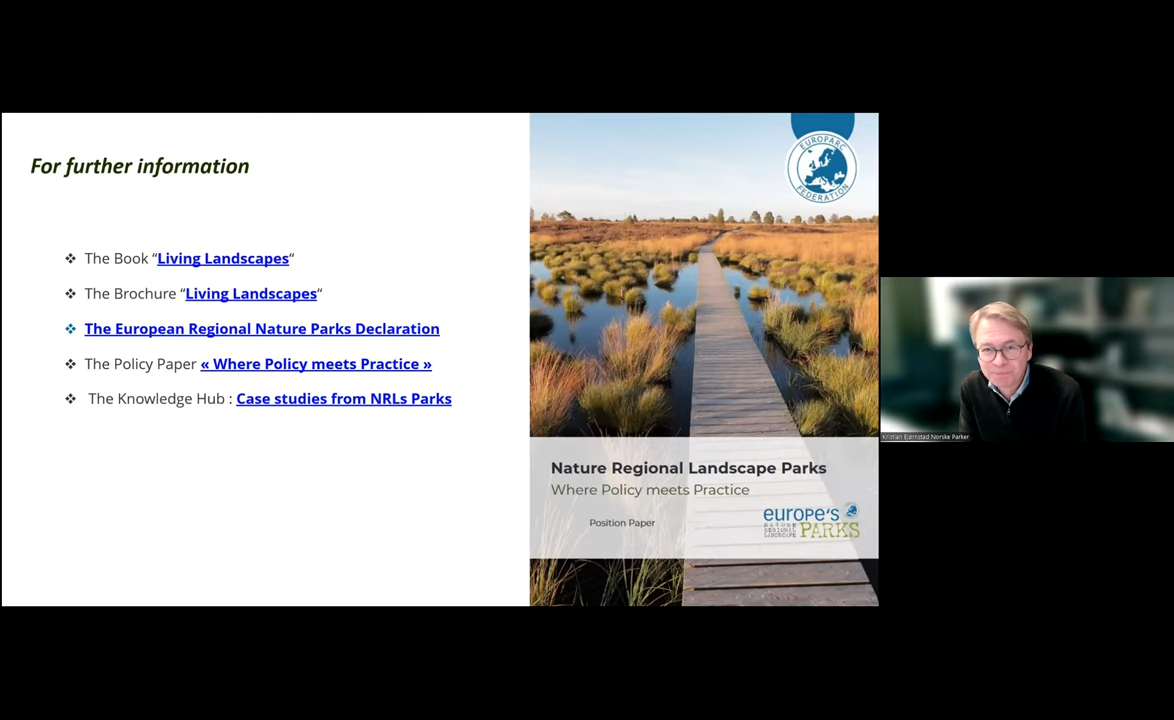 For further information
❖ The Book “Living Landscapes“
❖ The Brochure “Living Landscapes“
❖ The European Regional Nature Parks Declaration
❖ The Policy Paper « Where Policy meets Practice »
❖ The Knowledge Hub : Case studies from NRLs Parks
EUROPARC
FEDERATION
Nature Regional Landscape Parks
Where Policy meets Practice
Position Paper
europe's
NATURE
REGIONAL
LANDSCAPE
PARKS
Kristian Bjørnstad Norske Parker